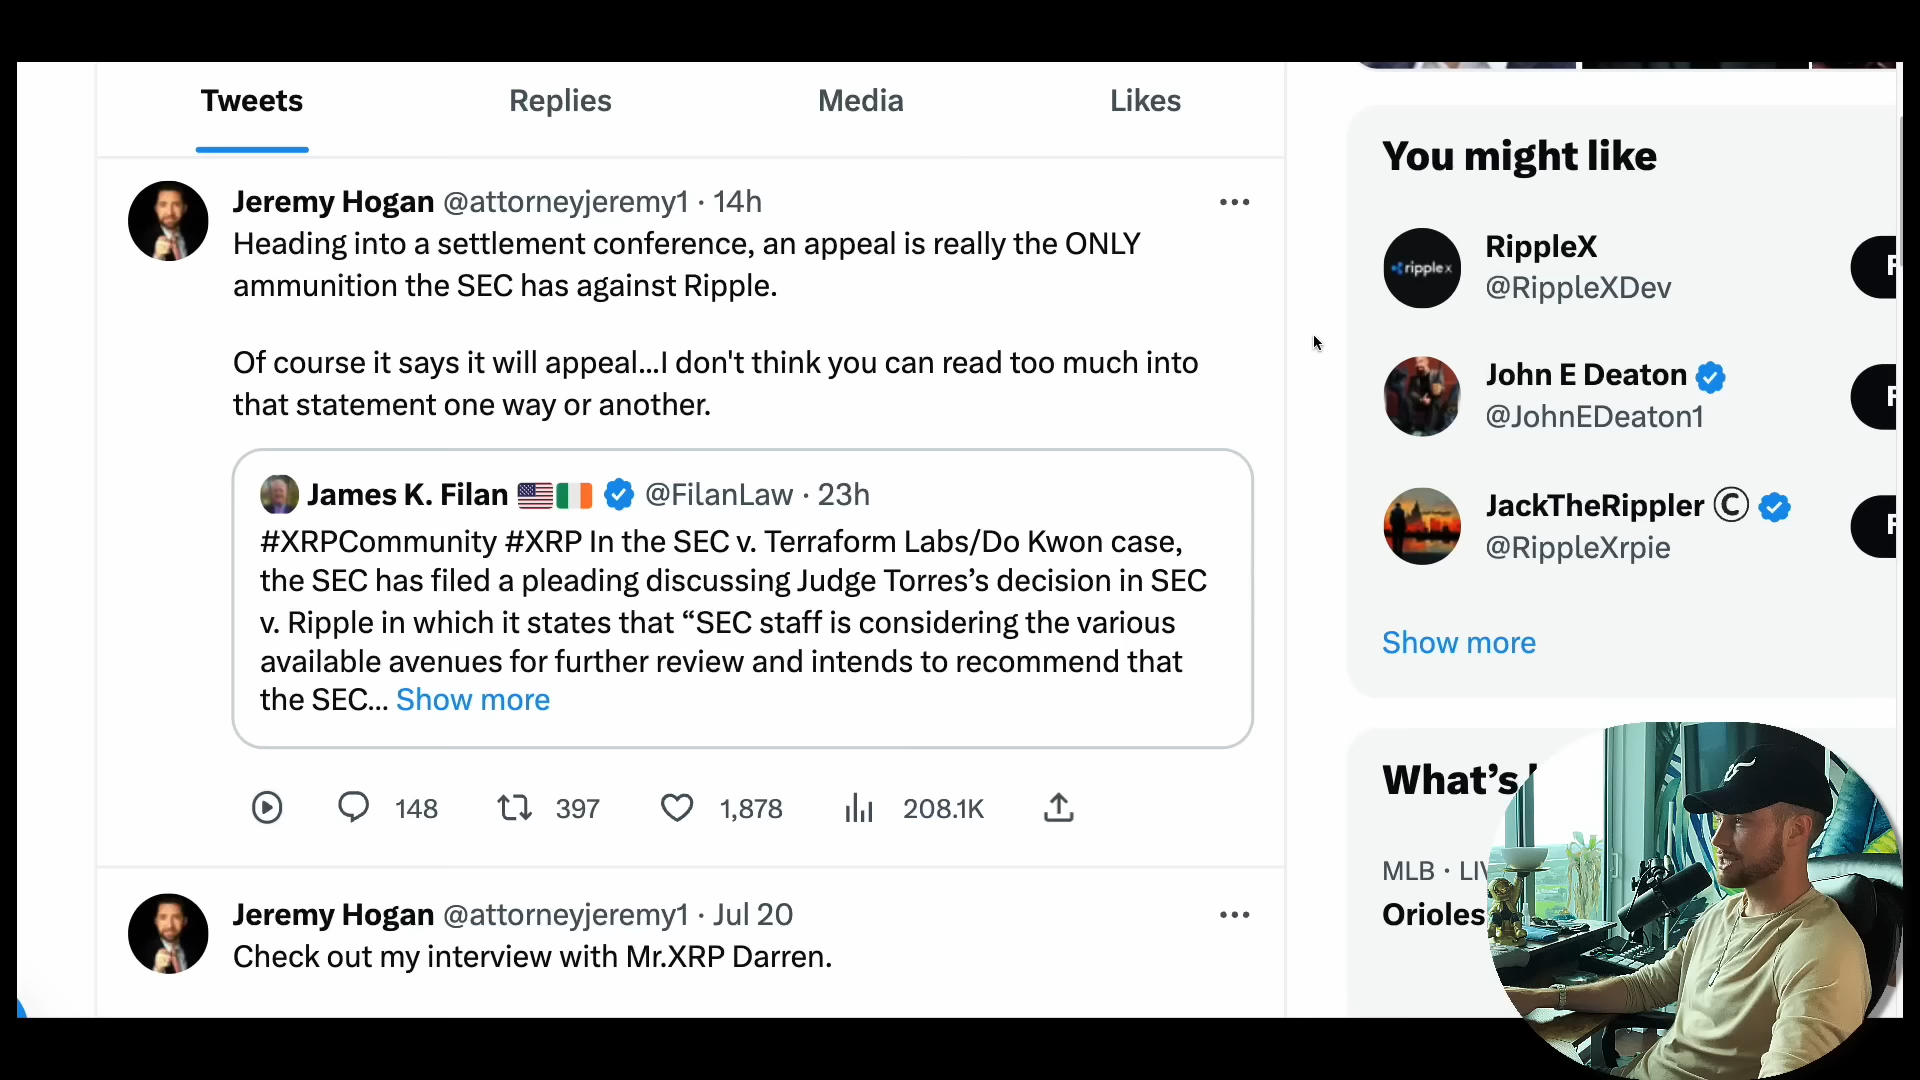 Tweets Replies Media Likes
Jeremy Hogan @attorneyjeremy1 · 14h
Heading into a settlement conference, an appeal is really the ONLY
ammunition the SEC has against Ripple.
Of course it says it will appeal...I don't think you can read too much into
that statement one way or another.
James K. Filan 🇺🇸🇮🇪 @FilanLaw · 23h
#XRPCommunity #XRP In the SEC v. Terraform Labs/Do Kwon case,
the SEC has filed a pleading discussing Judge Torres’s decision in SEC
v. Ripple in which it states that “SEC staff is considering the various
available avenues for further review and intends to recommend that
the SEC... Show more
148 397 1,878 208.1K
Jeremy Hogan @attorneyjeremy1 · Jul 20
Check out my interview with Mr.XRP Darren.
You might like
ripplex
RippleX
@RippleXDev
John E Deaton
@JohnEDeaton1
JackTheRippler ©
@RippleXrpie
Show more
What’s
MLB ·
Orioles